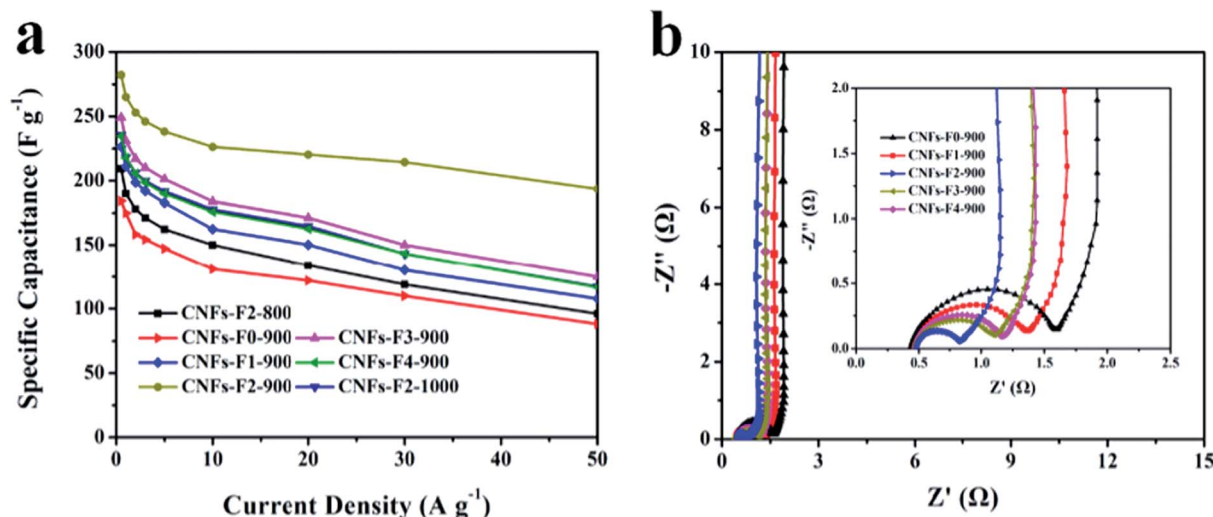 a
Specific Capacitance (F g⁻¹)
300
250
200
150
100
50
0
CNFs-F2-800
CNFs-F0-900
CNFs-F1-900
CNFs-F2-900
CNFs-F3-900
CNFs-F4-900
CNFs-F2-1000
0 10 20 30 40 50
Current Density (A g⁻¹)
b
-Z" (Ω)
10
8
6
4
2
0
0 3 6 9 12 15
Z' (Ω)
-Z" (Ω)
2.0
1.5
1.0
0.5
0.0
CNFs-F0-900
CNFs-F1-900
CNFs-F2-900
CNFs-F3-900
CNFs-F4-900
0.0 0.5 1.0 1.5 2.0 2.5
Z' (Ω)